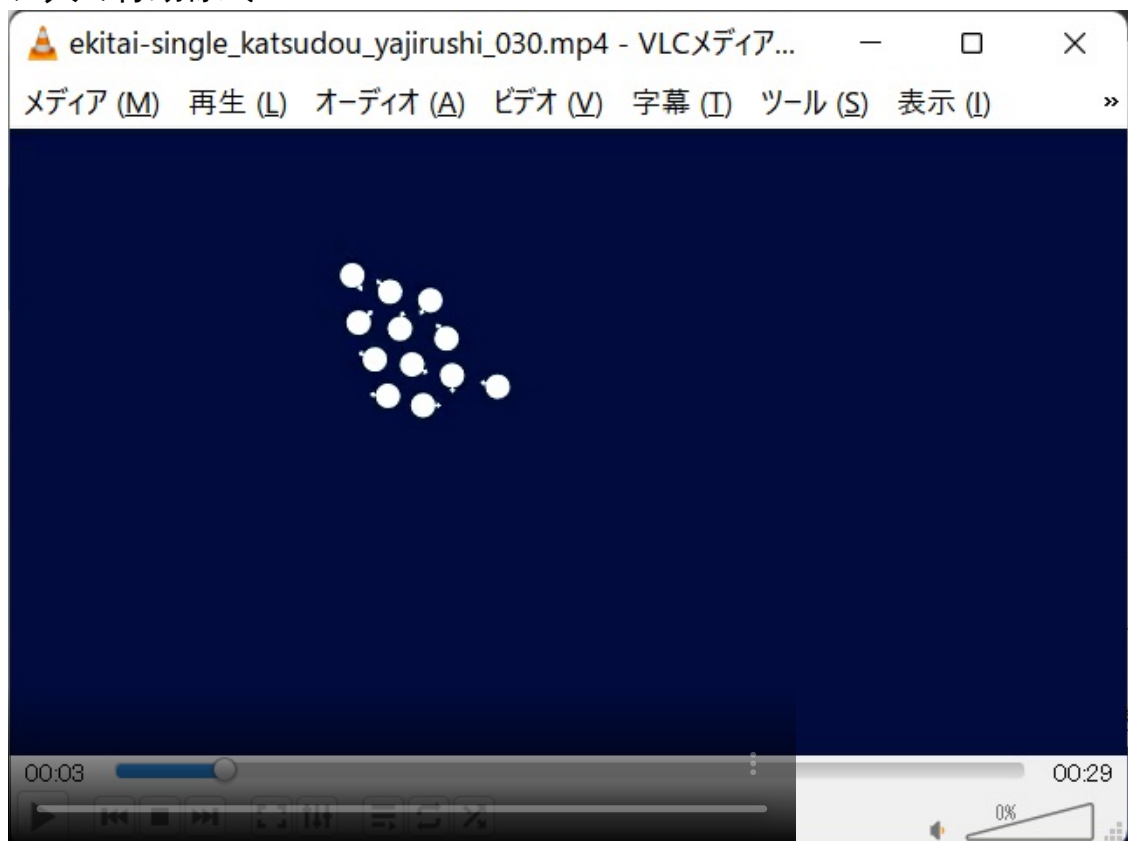 ekitai-single_katsudou_yajirushi_030.mp4 - VLCメディア...
メディア (M) 再生 (L) オーディオ (A) ビデオ (V) 字幕 (T) ツール (S) 表示 (I) »
00:03 00:29
0%